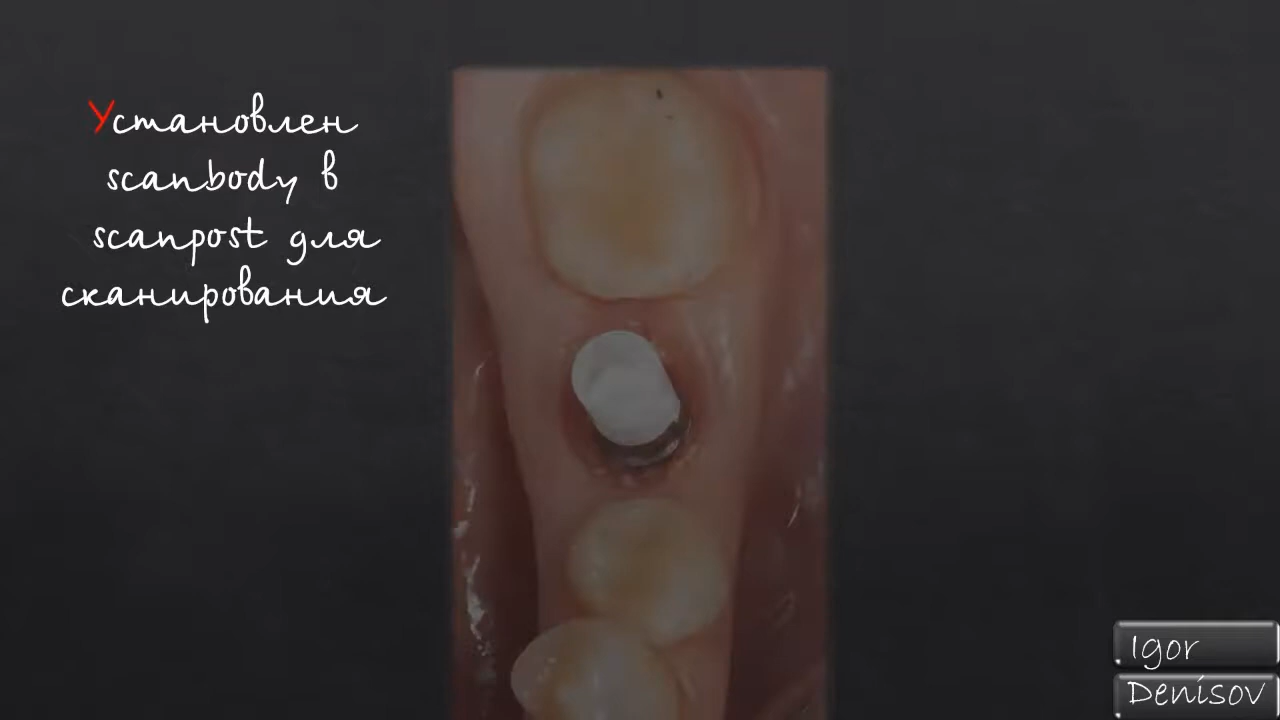 Установлен
scanbody в
scanpost для
сканирования
Igor
Denisov